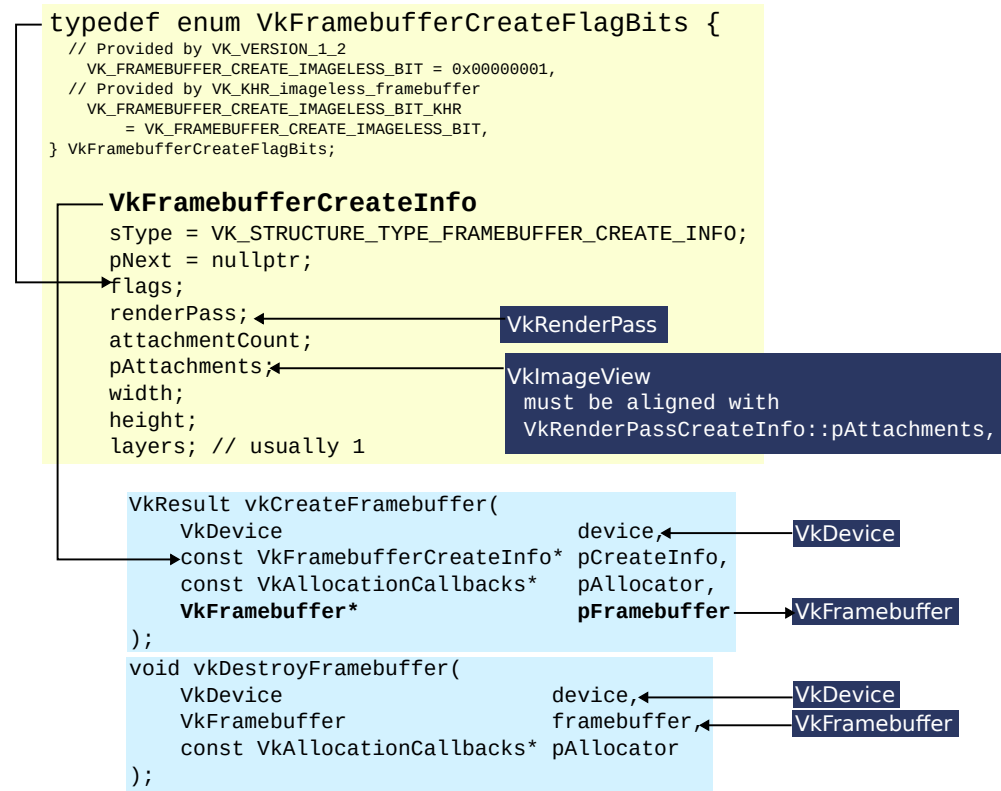 typedef enum VkFramebufferCreateFlagBits {
  // Provided by VK_VERSION_1_2
    VK_FRAMEBUFFER_CREATE_IMAGELESS_BIT = 0x00000001,
  // Provided by VK_KHR_imageless_framebuffer
    VK_FRAMEBUFFER_CREATE_IMAGELESS_BIT_KHR
        = VK_FRAMEBUFFER_CREATE_IMAGELESS_BIT,
} VkFramebufferCreateFlagBits;
VkFramebufferCreateInfo
sType = VK_STRUCTURE_TYPE_FRAMEBUFFER_CREATE_INFO;
pNext = nullptr;
flags;
renderPass;
VkRenderPass
attachmentCount;
pAttachments;
VkImageView
must be aligned with
VkRenderPassCreateInfo::pAttachments,
width;
height;
layers; // usually 1
VkResult vkCreateFramebuffer(
    VkDevice                       device,
VkDevice
    const VkFramebufferCreateInfo* pCreateInfo,
    const VkAllocationCallbacks*   pAllocator,
    VkFramebuffer*                 pFramebuffer
VkFramebuffer
);
void vkDestroyFramebuffer(
    VkDevice                     device,
VkDevice
    VkFramebuffer                framebuffer,
VkFramebuffer
    const VkAllocationCallbacks* pAllocator
);